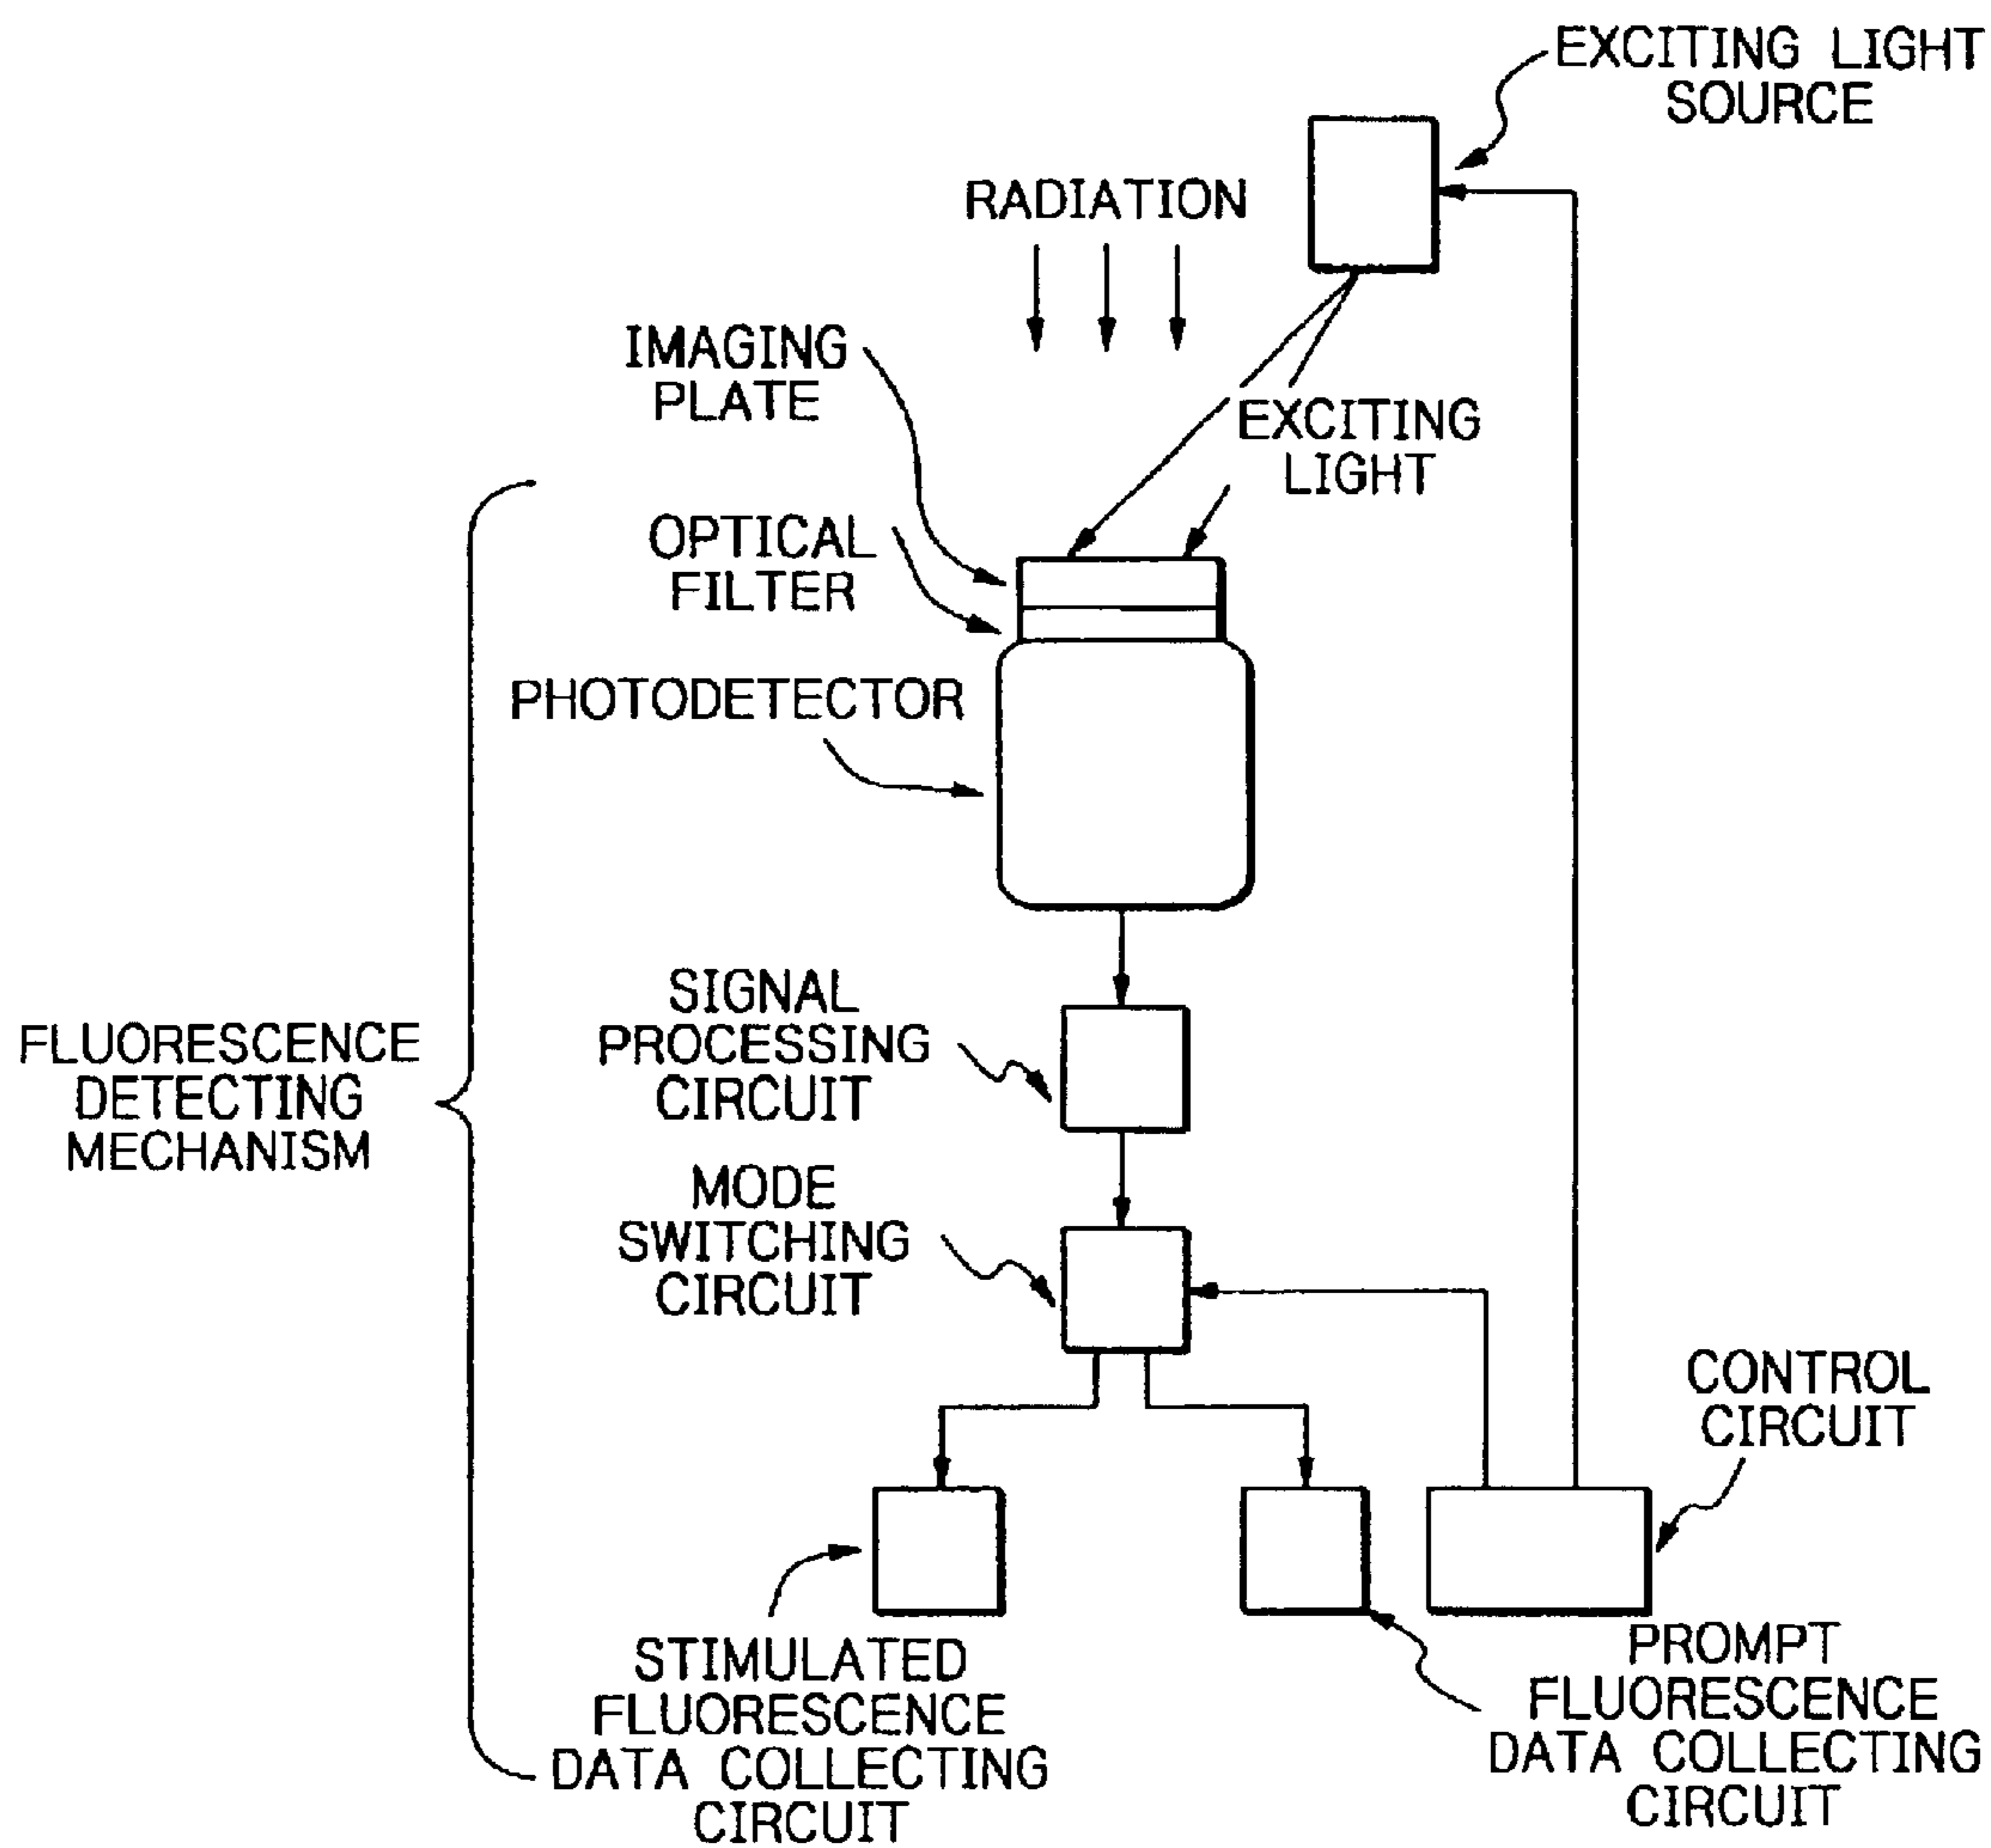 EXCITING LIGHT
SOURCE
RADIATION
IMAGING
PLATE
EXCITING
LIGHT
OPTICAL
FILTER
PHOTODETECTOR
SIGNAL
PROCESSING
CIRCUIT
FLUORESCENCE
DETECTING
MECHANISM
MODE
SWITCHING
CIRCUIT
CONTROL
CIRCUIT
STIMULATED
FLUORESCENCE
DATA COLLECTING
CIRCUIT
PROMPT
FLUORESCENCE
DATA COLLECTING
CIRCUIT